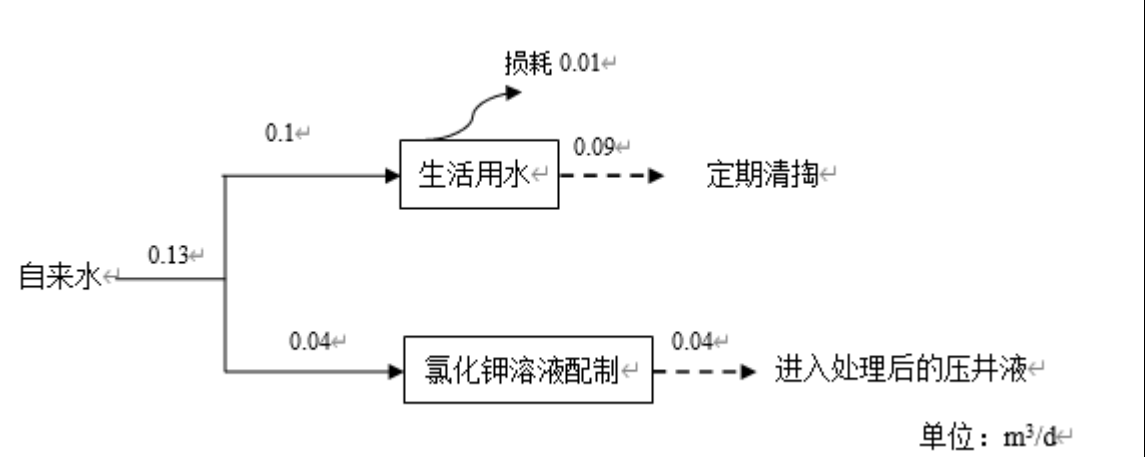 损耗 0.01↵
0.1↵
0.09↵
生活用水↵
定期清掏↵
0.13↵
自来水↵
0.04↵
0.04↵
氯化钾溶液配制↵
进入处理后的压井液↵
单位：m³/d↵